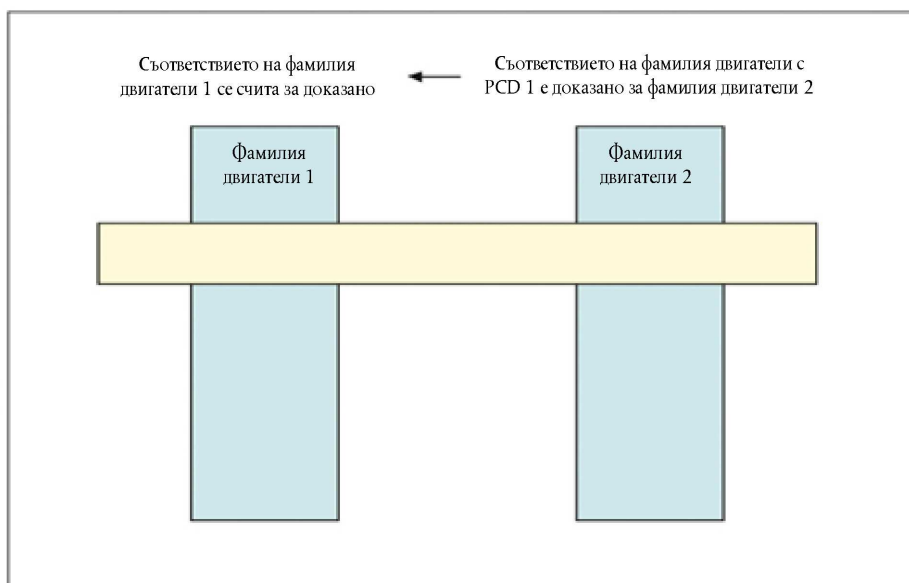 Съответствието на фамилия
двигатели 1 се счита за доказано
Съответствието на фамилия двигатели с
PCD 1 е доказано за фамилия двигатели 2
Фамилия
двигатели 1
Фамилия
двигатели 2